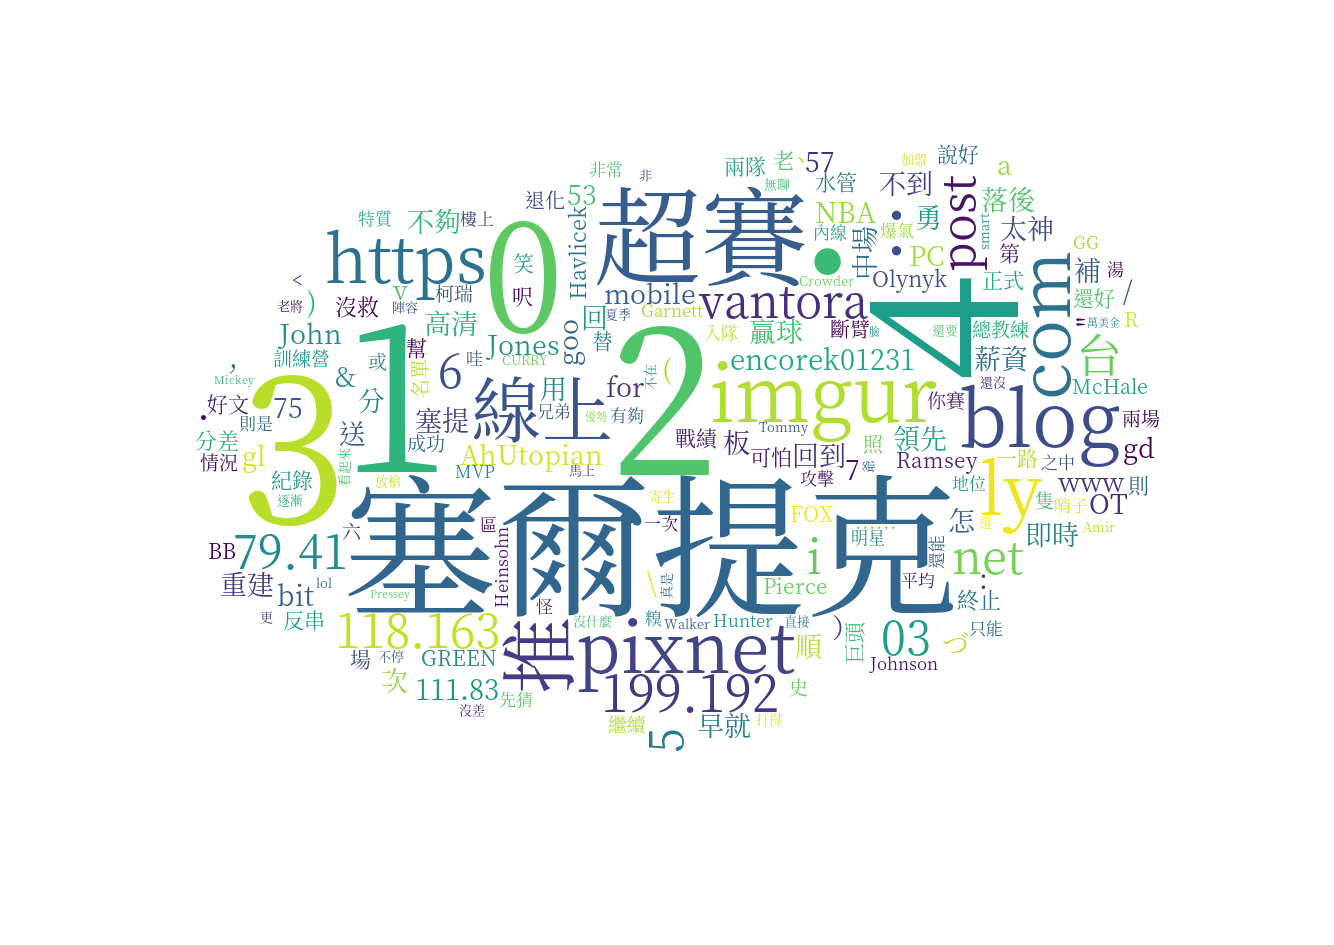 說好
a
57
老
、
兩隊
加盟
非常
非
無聊
水管
不到
post
落後
smart
超賽
退化
53
NBA
勇
特質
不夠
樓上
0
Havlicek
內線
爆氣
中場
太神
第
GG
https
笑
•
PC
com
補
湯
<
呎
Crowder
Olynyk
正式
/
老將
)
沒救
v
陣容
柯瑞
mobile
vantora
4
還好
夏季
Garnett
萬美金
R
John
高清
goo
回
替
入隊
贏球
斷臂
臉
還要
總教練
1
幫
Jones
2
,
訓練營
或
哇
CURRY
encorek01231
薪資
台
Mickey
&
名單
6
不在
(
還沒
McHale
3
線上
用
for
imgur
你賽
blog
好文
75
分
塞提
兄弟
優勢
有夠
Tommy
兩場
則是
送
成功
戰績
板
照
領先
分差
看起來
AhUtopian
可怕
回到
7
Ramsey
一路
之中
gd
情況
gl
MVP
馬上
攻擊
ly
www
則
紀錄
放槍
塞爾提克
地位
逐漸
寄生
隻
哨子
OT
六
區
一次
FOX
……
怎
還
即時
Amir
BB
79.41
Heinsohn
明星
還能
i
net
重建
bit
lol
Pressey
\
真是
Pierce
平均
:
終止
更
反串
怪
118.163
推
沒什麼
糗
Walker
Hunter
直接
)
03
づ
只能
場
不停
GREEN
pixnet
順
巨頭
Johnson
次
111.83
先猜
199.192
史
沒差
繼續
5
早就
打得